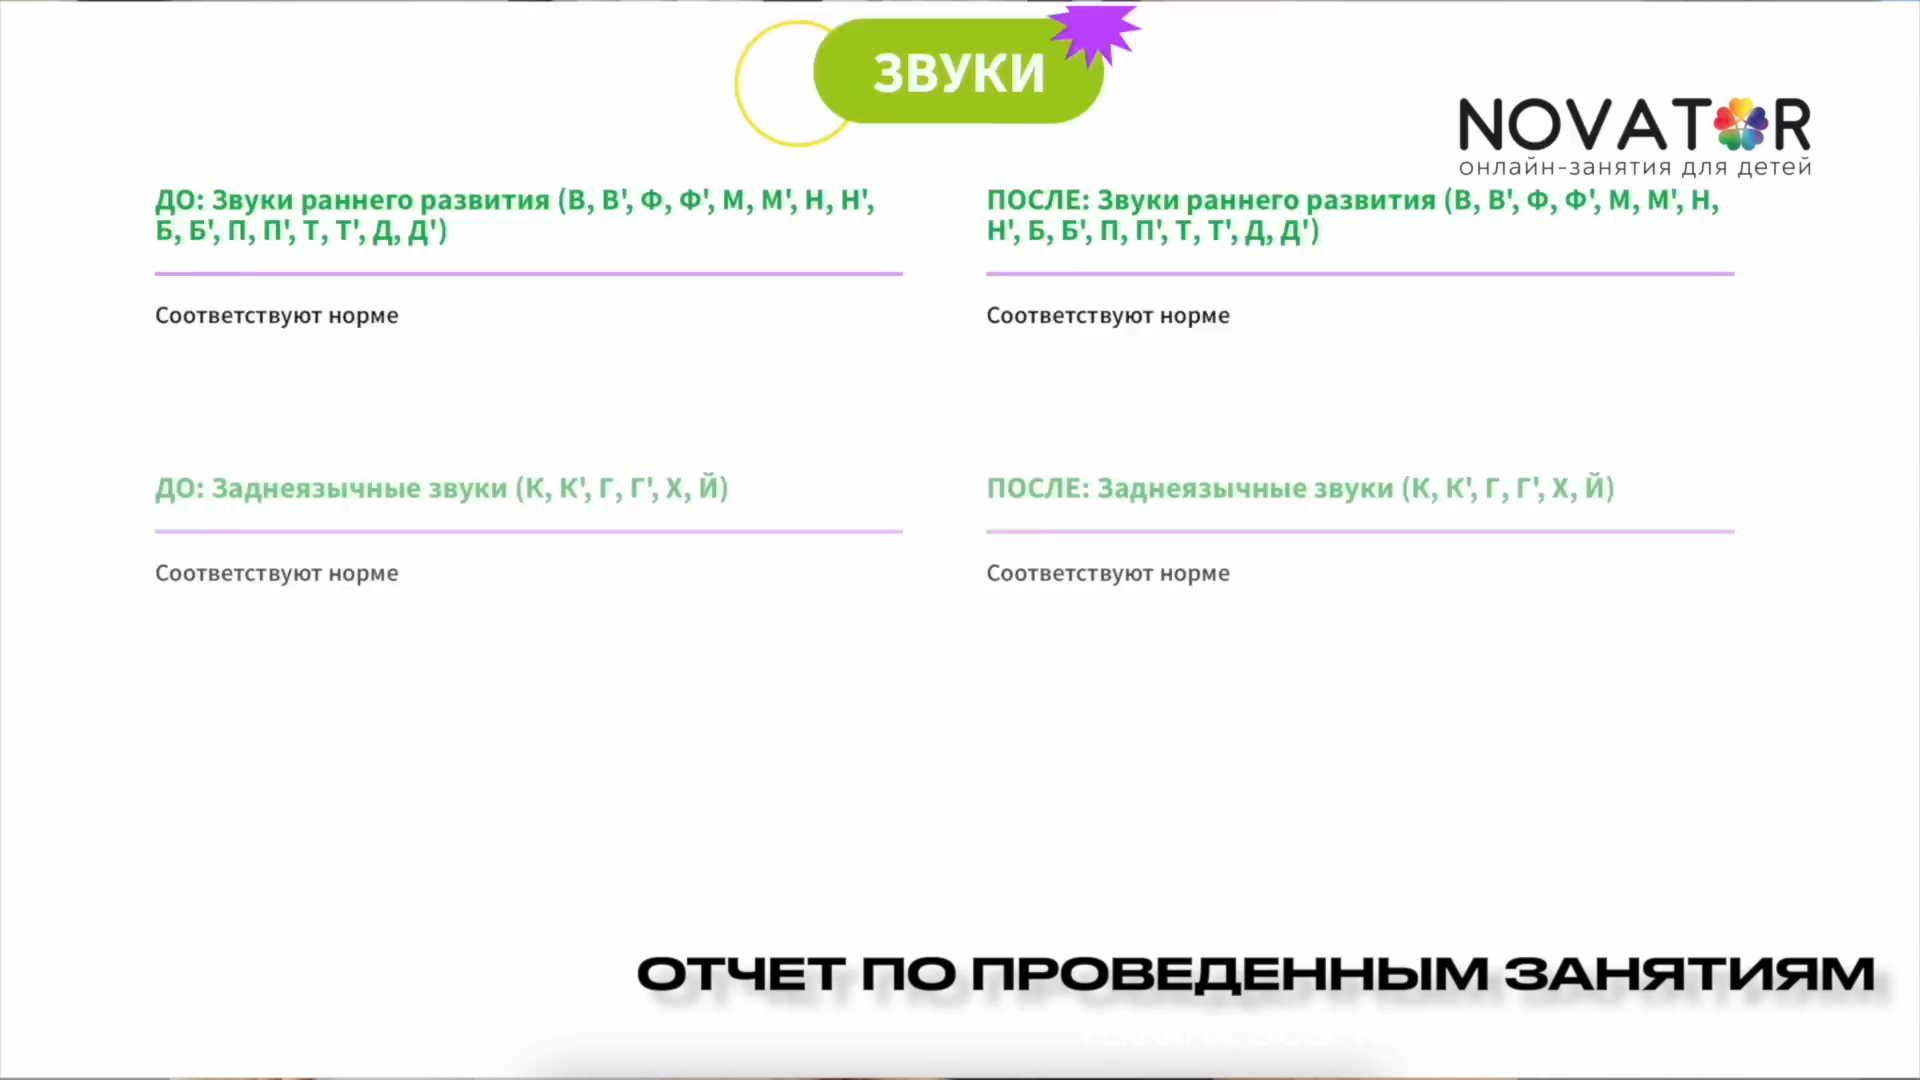 ЗВУКИ
NOVATOR
онлайн-занятия для детей
ДО: Звуки раннего развития (В, В', Ф, Ф', М, М', Н, Н',
Б, Б', П, П', Т, Т', Д, Д')
Соответствуют норме
ПОСЛЕ: Звуки раннего развития (В, В', Ф, Ф', М, М', Н,
Н', Б, Б', П, П', Т, Т', Д, Д')
Соответствуют норме
ДО: Заднеязычные звуки (К, К', Г, Г', Х, Й)
Соответствуют норме
ПОСЛЕ: Заднеязычные звуки (К, К', Г, Г', Х, Й)
Соответствуют норме
ОТЧЕТ ПО ПРОВЕДЕННЫМ ЗАНЯТИЯМ